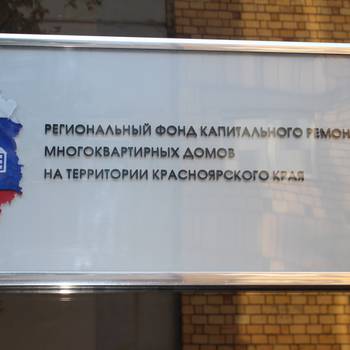 РЕГИОНАЛЬНЫЙ ФОНД КАПИТАЛЬНОГО РЕМОН
МНОГОКВАРТИРНЫХ ДОМОВ
НА ТЕРРИТОРИИ КРАСНОЯРСКОГО КРАЯ